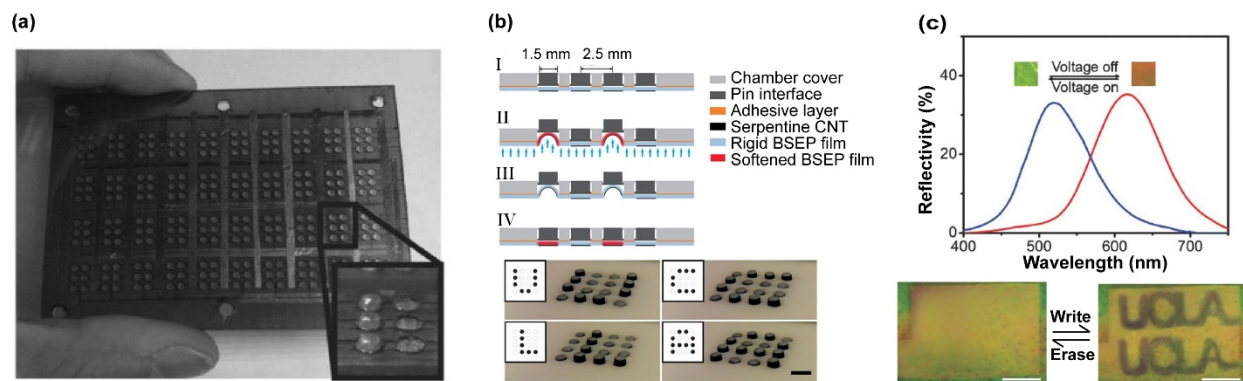 (a)
(b)
1.5 mm
2.5 mm
I
II
III
IV
Chamber cover
Pin interface
Adhesive layer
Serpentine CNT
Rigid BSEP film
Softened BSEP film
(c)
Voltage off
Voltage on
Reflectivity (%)
40
20
0
400 500 600 700
Wavelength (nm)
Write
Erase
UCLA
UCLA